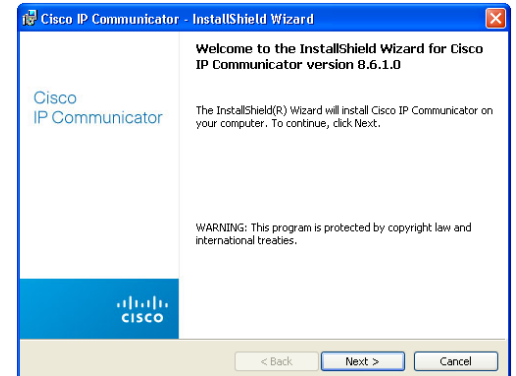 Cisco IP Communicator - InstallShield Wizard
Welcome to the InstallShield Wizard for Cisco
IP Communicator version 8.6.1.0
Cisco
IP Communicator
The InstallShield(R) Wizard will install Cisco IP Communicator on
your computer. To continue, click Next.
WARNING: This program is protected by copyright law and
international treaties.
CISCO
< Back
Next >
Cancel